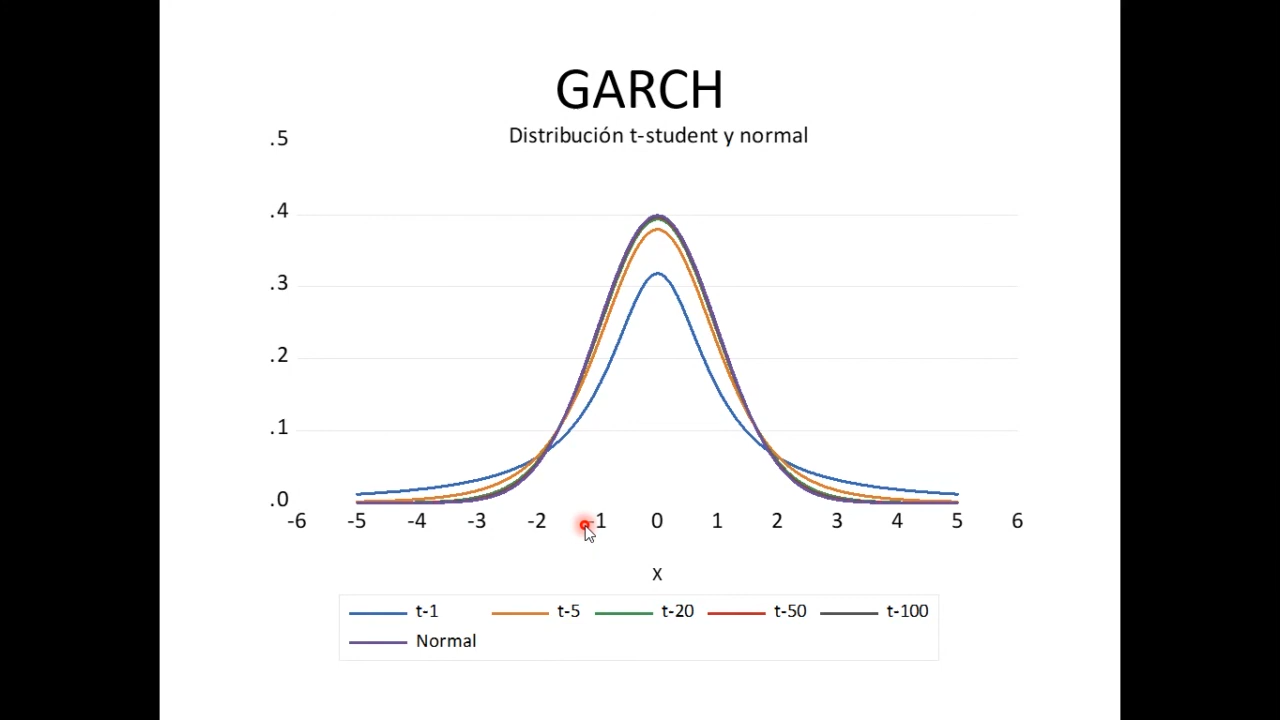 GARCH
Distribución t-student y normal
.5
.4
.3
.2
.1
.0
-6 -5 -4 -3 -2 -1 0 1 2 3 4 5 6
X
t-1 t-5 t-20 t-50 t-100
Normal